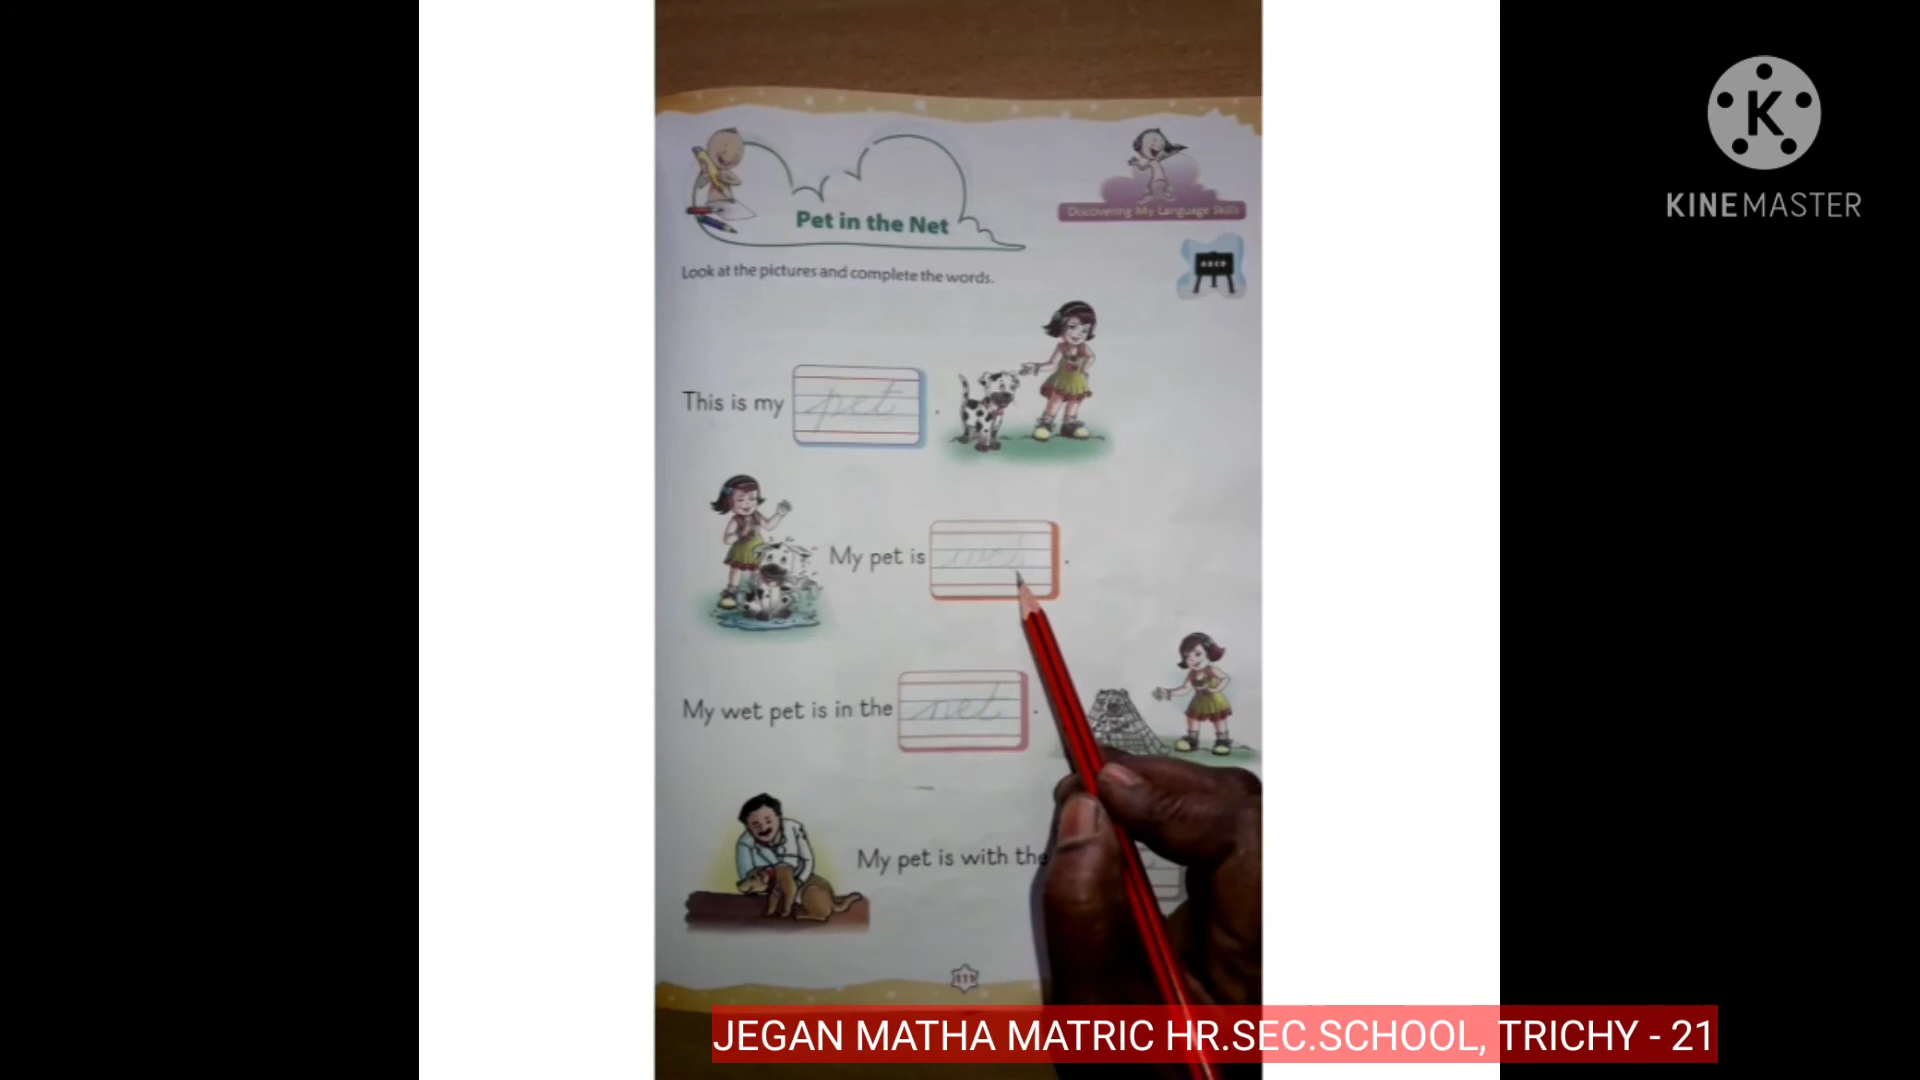 KINEMASTER
Pet in the Net
Discovering My Language Skills
Look at the pictures and complete the words.
This is my pet .
My pet is wet .
My wet pet is in the net .
My pet is with the
JEGAN MATHA MATRIC HR.SEC.SCHOOL, TRICHY - 21